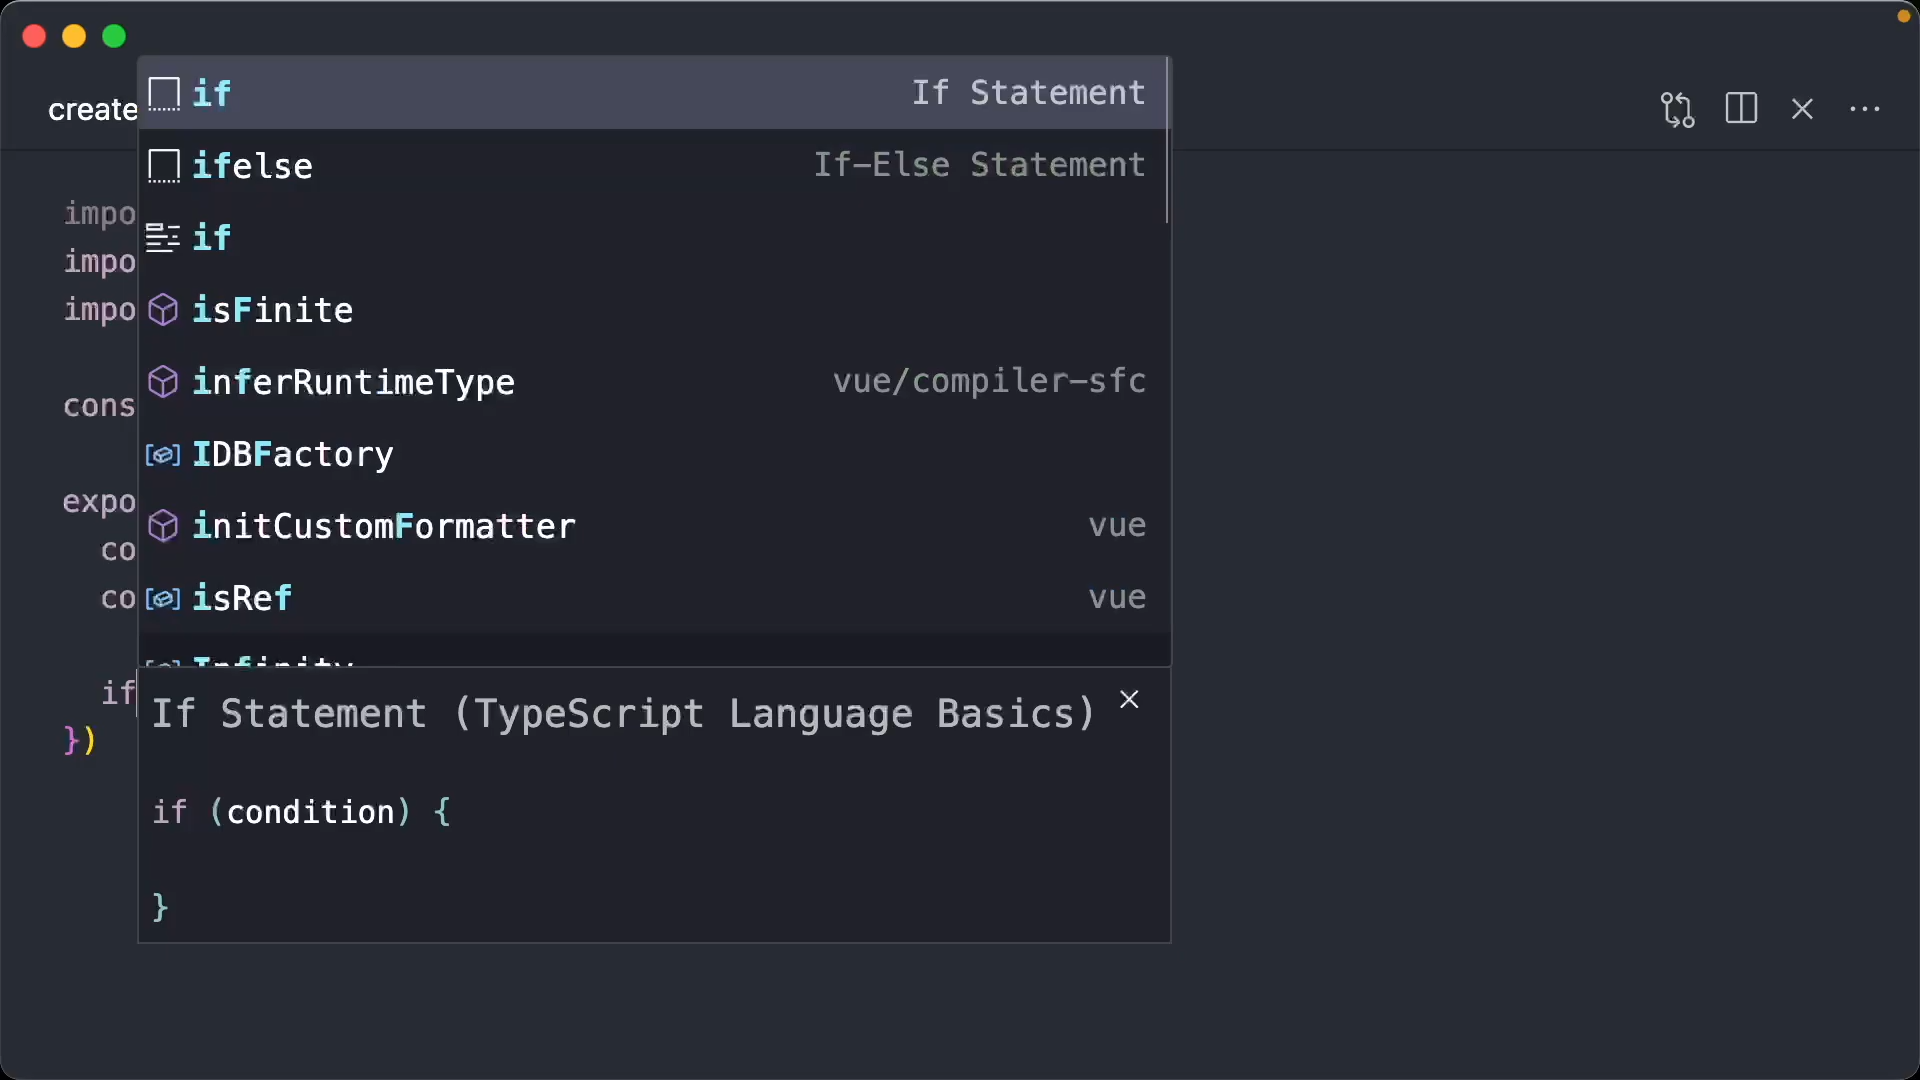 create
if If Statement
ifelse If-Else Statement
if
isFinite
inferRuntimeType vue/compiler-sfc
IDBFactory
initCustomFormatter vue
isRef vue
Infinity
impo
impo
impo
cons
expo
co
co
if
})
If Statement (TypeScript Language Basics)
if (condition) {
}